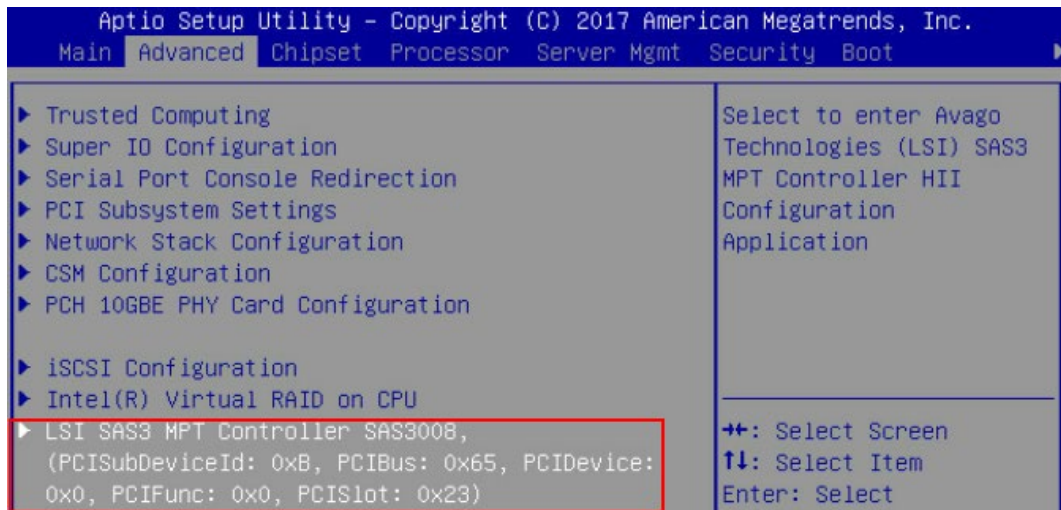 Aptio Setup Utility – Copyright (C) 2017 American Megatrends, Inc.
Main Advanced Chipset Processor Server Mgmt Security Boot
Trusted Computing
Super IO Configuration
Serial Port Console Redirection
PCI Subsystem Settings
Network Stack Configuration
CSM Configuration
PCH 10GBE PHY Card Configuration
iSCSI Configuration
Intel(R) Virtual RAID on CPU
LSI SAS3 MPT Controller SAS3008,
(PCISubDeviceId: 0xB, PCIBus: 0x65, PCIDevice:
0x0, PCIFunc: 0x0, PCISlot: 0x23)
Select to enter Avago
Technologies (LSI) SAS3
MPT Controller HII
Configuration
Application
→←: Select Screen
↑↓: Select Item
Enter: Select